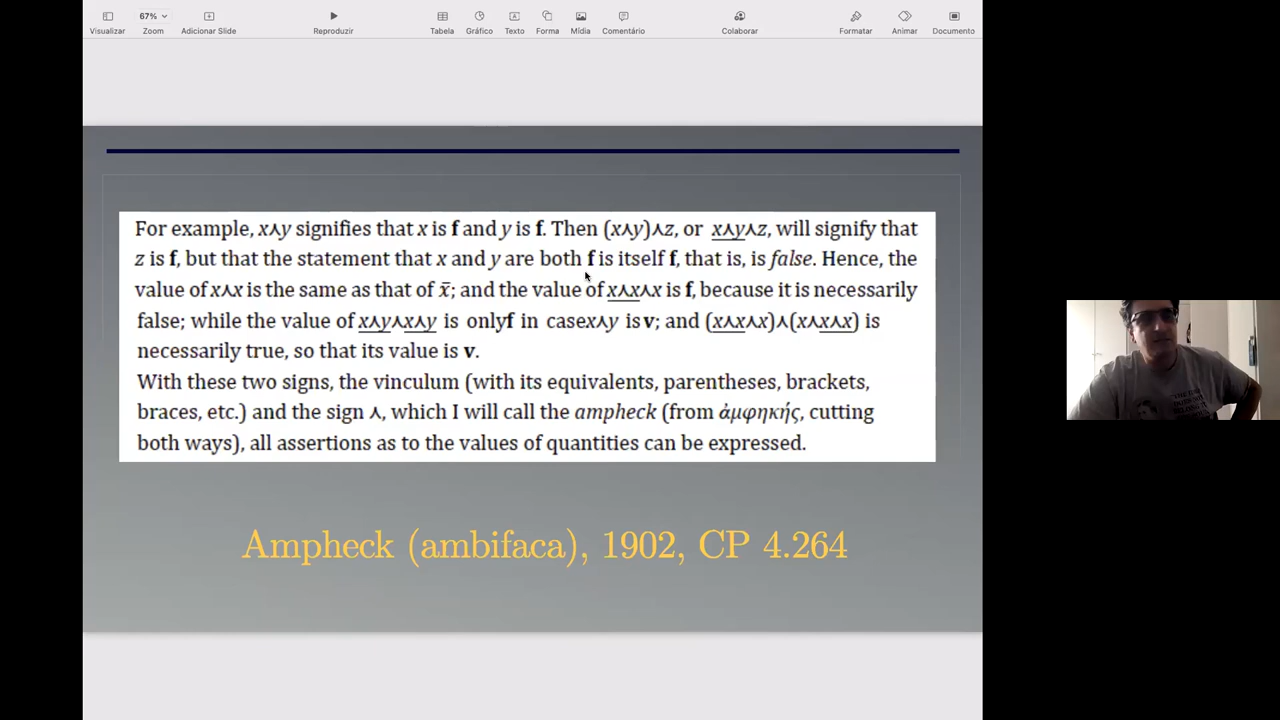 67%
Visualizar Zoom Adicionar Slide Reproduzir Tabela Gráfico Texto Forma Mídia Comentário Colaborar Formatar Animar Documento
For example, x⋏y signifies that x is f and y is f. Then (x⋏y)⋏z, or x⋏y⋏z, will signify that
z is f, but that the statement that x and y are both f is itself f, that is, is false. Hence, the
value of x⋏x is the same as that of x̄; and the value of x⋏x⋏x is f, because it is necessarily
false; while the value of x⋏y⋏x⋏y is onlyf in casex⋏y is v; and (x⋏x⋏x)⋏(x⋏x⋏x) is
necessarily true, so that its value is v.
With these two signs, the vinculum (with its equivalents, parentheses, brackets,
braces, etc.) and the sign ⋏, which I will call the ampheck (from ἀμφηκής, cutting
both ways), all assertions as to the values of quantities can be expressed.
Ampheck (ambifaca), 1902, CP 4.264